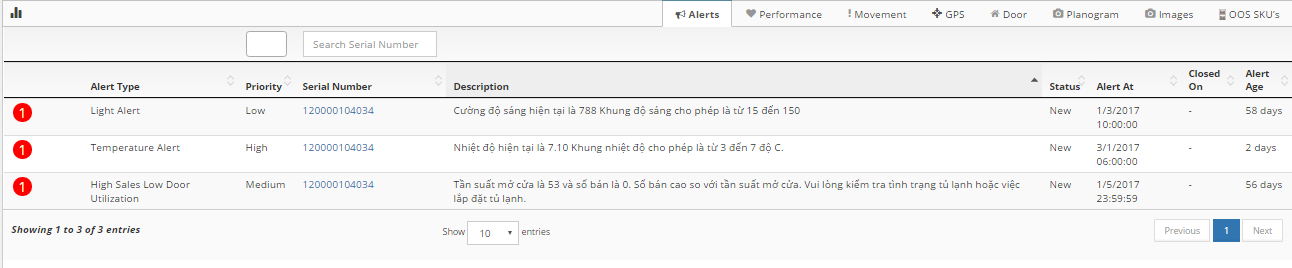 Alerts Performance Movement GPS Door Planogram Images OOS SKU's
Search Serial Number
Alert Type Priority Serial Number Description Status Alert At Closed On Alert Age
1 Light Alert Low 120000104034 Cường độ sáng hiện tại là 788 Khung độ sáng cho phép là từ 15 đến 150 New 1/3/2017 - 58 days
10:00:00
1 Temperature Alert High 120000104034 Nhiệt độ hiện tại là 7.10 Khung nhiệt độ cho phép là từ 3 đến 7 độ C. New 3/1/2017 - 2 days
06:00:00
1 High Sales Low Door Medium 120000104034 Tần suất mở cửa là 53 và số bán là 0. Số bán cao so với tần suất mở cửa. Vui lòng kiểm tra tình trạng tủ lạnh hoặc việc New 1/5/2017 - 56 days
Utilization lắp đặt tủ lạnh. 23:59:59
Showing 1 to 3 of 3 entries Show 10 entries Previous 1 Next